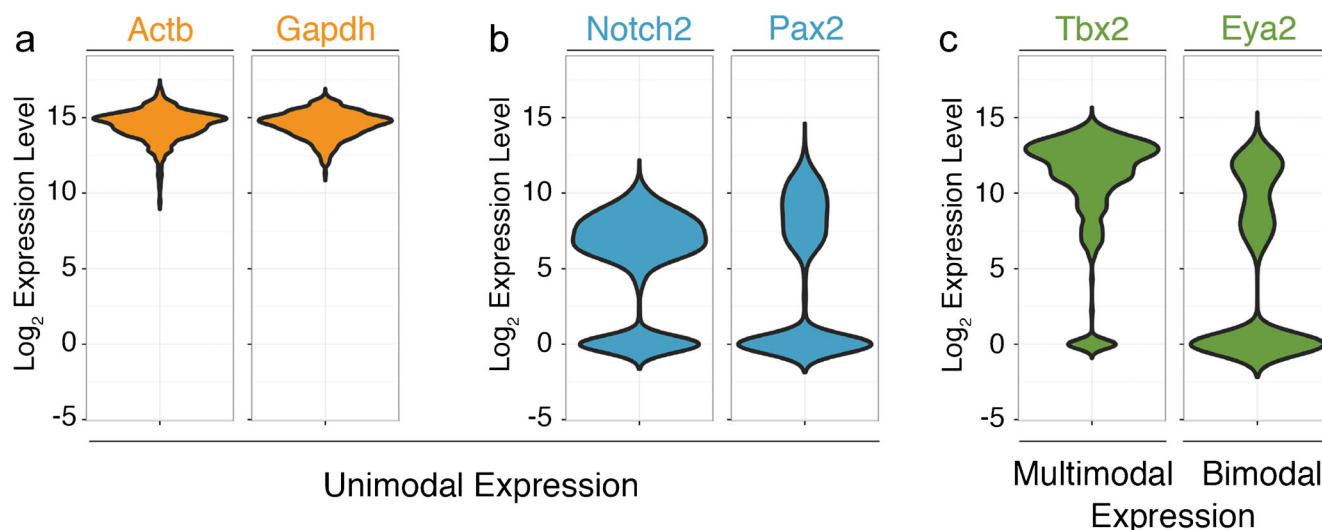 a
Actb Gapdh
Log2 Expression Level
15
10
5
0
-5
b
Notch2 Pax2
Log2 Expression Level
15
10
5
0
-5
Unimodal Expression
c
Tbx2 Eya2
Log2 Expression Level
15
10
5
0
-5
Multimodal Bimodal
Expression